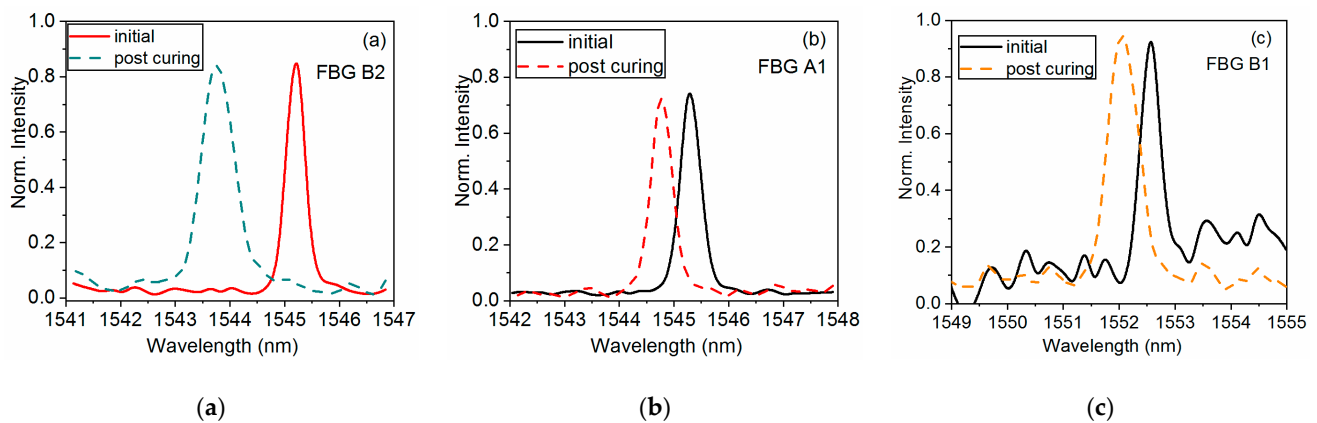 1.0
0.8
0.6
0.4
0.2
0.0
Norm. Intensity
initial
post curing
(a)
FBG B2
1541 1542 1543 1544 1545 1546 1547
Wavelength (nm)
(a)
1.0
0.8
0.6
0.4
0.2
0.0
Norm. Intensity
initial
post curing
(b)
FBG A1
1542 1543 1544 1545 1546 1547 1548
Wavelength (nm)
(b)
1.0
0.8
0.6
0.4
0.2
0.0
Norm. Intensity
initial
post curing
(c)
FBG B1
1549 1550 1551 1552 1553 1554 1555
Wavelength (nm)
(c)